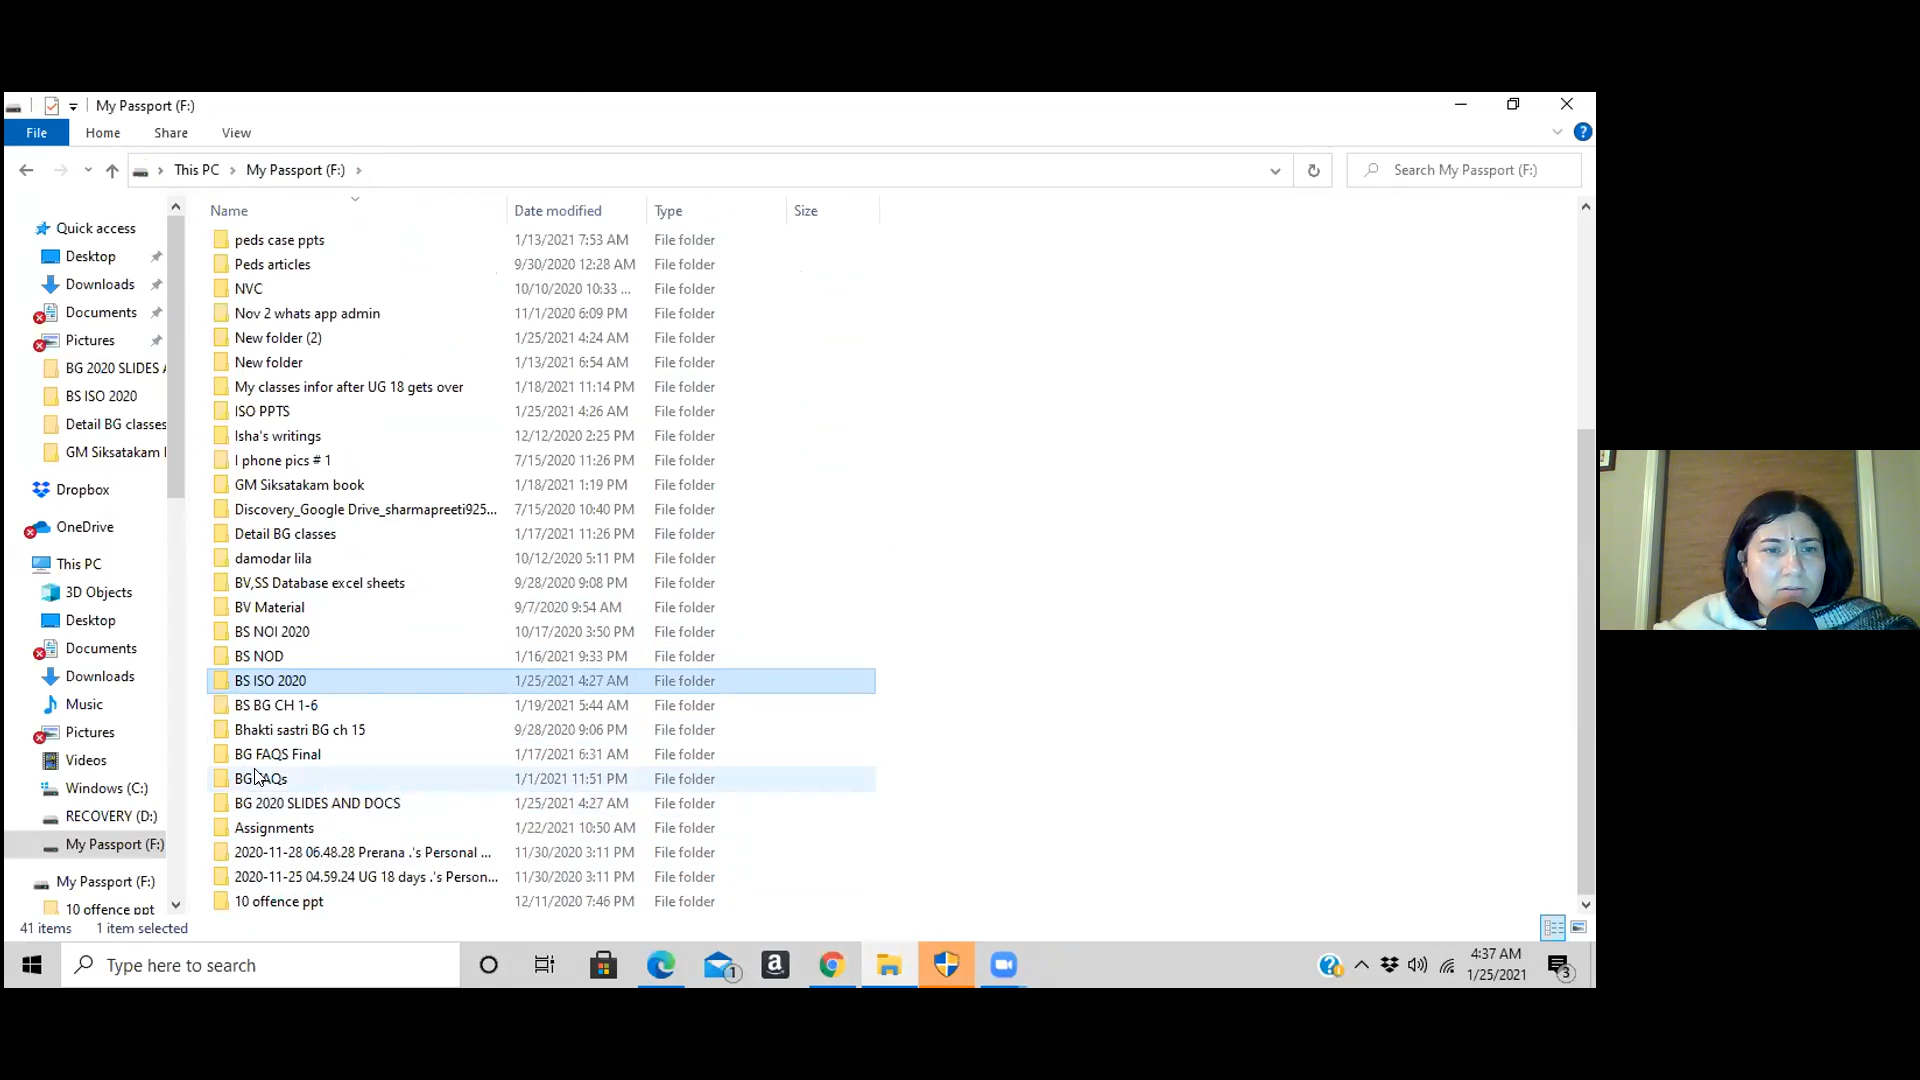 My Passport (F:)
File Home Share View
This PC My Passport (F:) Search My Passport (F:)
Name Date modified Type Size
Quick access
Desktop
Downloads
Documents
Pictures
BG 2020 SLIDES
BS ISO 2020
Detail BG classes
GM Siksatakam
Dropbox
OneDrive
This PC
3D Objects
Desktop
Documents
Downloads
Music
Pictures
Videos
Windows (C:)
RECOVERY (D:)
My Passport (F:)
My Passport (F:)
10 offence ppt
peds case ppts 1/13/2021 7:53 AM File folder
Peds articles 9/30/2020 12:28 AM File folder
NVC 10/10/2020 10:33 ... File folder
Nov 2 whats app admin 11/1/2020 6:09 PM File folder
New folder (2) 1/25/2021 4:24 AM File folder
New folder 1/13/2021 6:54 AM File folder
My classes infor after UG 18 gets over 1/18/2021 11:14 PM File folder
ISO PPTS 1/25/2021 4:26 AM File folder
Isha's writings 12/12/2020 2:25 PM File folder
I phone pics # 1 7/15/2020 11:26 PM File folder
GM Siksatakam book 1/18/2021 1:19 PM File folder
Discovery_Google Drive_sharmapreeti925... 7/15/2020 10:40 PM File folder
Detail BG classes 1/17/2021 11:26 PM File folder
damodar lila 10/12/2020 5:11 PM File folder
BV,SS Database excel sheets 9/28/2020 9:08 PM File folder
BV Material 9/7/2020 9:54 AM File folder
BS NOI 2020 10/17/2020 3:50 PM File folder
BS NOD 1/16/2021 9:33 PM File folder
BS ISO 2020 1/25/2021 4:27 AM File folder
BS BG CH 1-6 1/19/2021 5:44 AM File folder
Bhakti sastri BG ch 15 9/28/2020 9:06 PM File folder
BG FAQS Final 1/17/2021 6:31 AM File folder
BG FAQs 1/1/2021 11:51 PM File folder
BG 2020 SLIDES AND DOCS 1/25/2021 4:27 AM File folder
Assignments 1/22/2021 10:50 AM File folder
2020-11-28 06.48.28 Prerana .'s Personal ... 11/30/2020 3:11 PM File folder
2020-11-25 04.59.24 UG 18 days .'s Person... 11/30/2020 3:11 PM File folder
10 offence ppt 12/11/2020 7:46 PM File folder
41 items 1 item selected
Type here to search
1
a
4:37 AM
1/25/2021
3